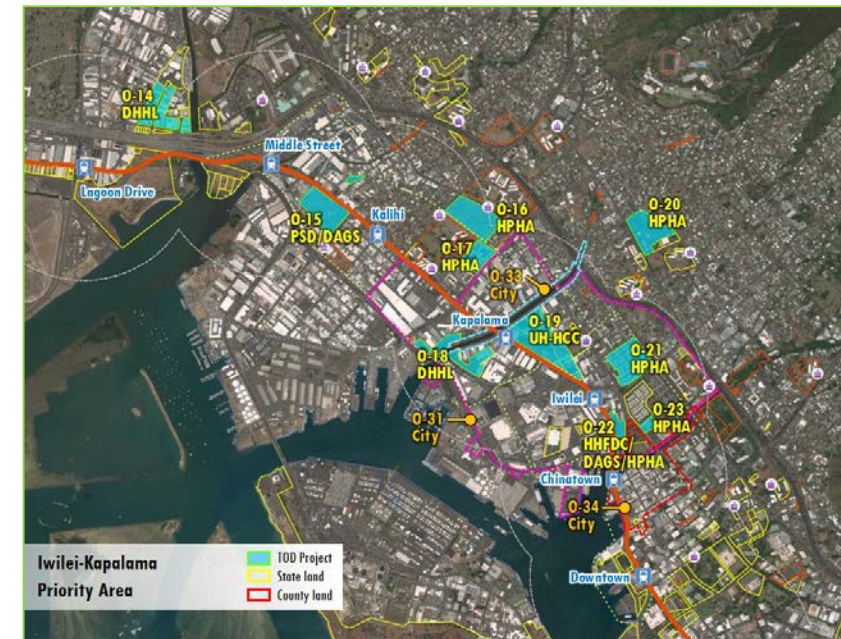 O-14
DHHL
Middle Street
Lagoon Drive
O-15
PSD/DAGS
Kalihi
O-16
HPHA
O-17
HPHA
O-20
HPHA
O-33
City
Kapalama
O-19
UH-HCC
O-18
DHHL
O-21
HPHA
Iwilei
O-31
City
O-23
HPHA
O-22
HHFDC/
DAGS/HPHA
Chinatown
O-34
City
Downtown
Iwilei-Kapalama
Priority Area
TOD Project
State land
County land